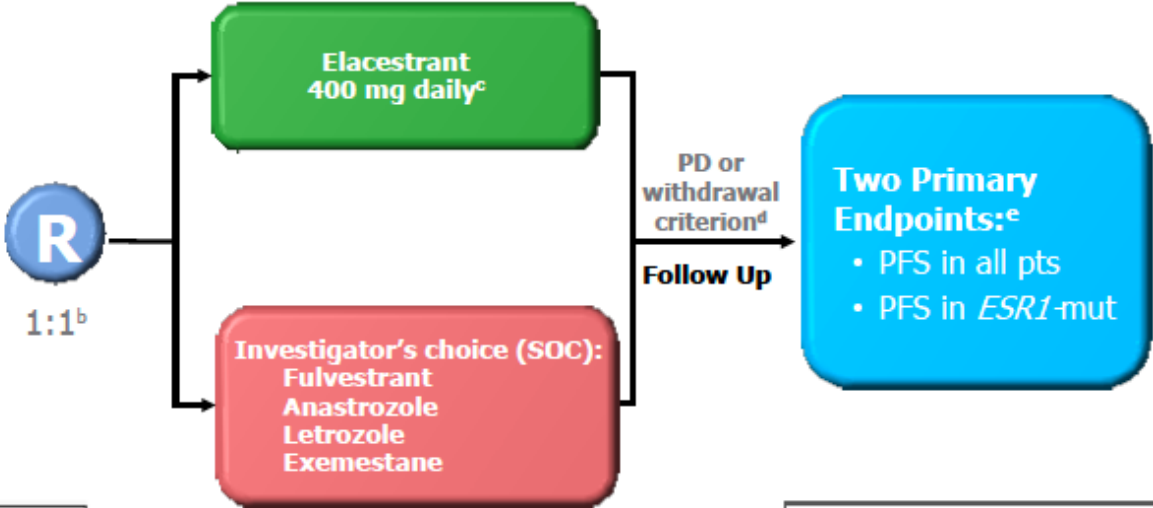 R
1:1ᵇ
Elacestrant
400 mg dailyᶜ
Investigator’s choice (SOC):
Fulvestrant
Anastrozole
Letrozole
Exemestane
PD or
withdrawal
criterionᵈ
Follow Up
Two Primary
Endpoints:ᵉ
• PFS in all pts
• PFS in ESR1-mut